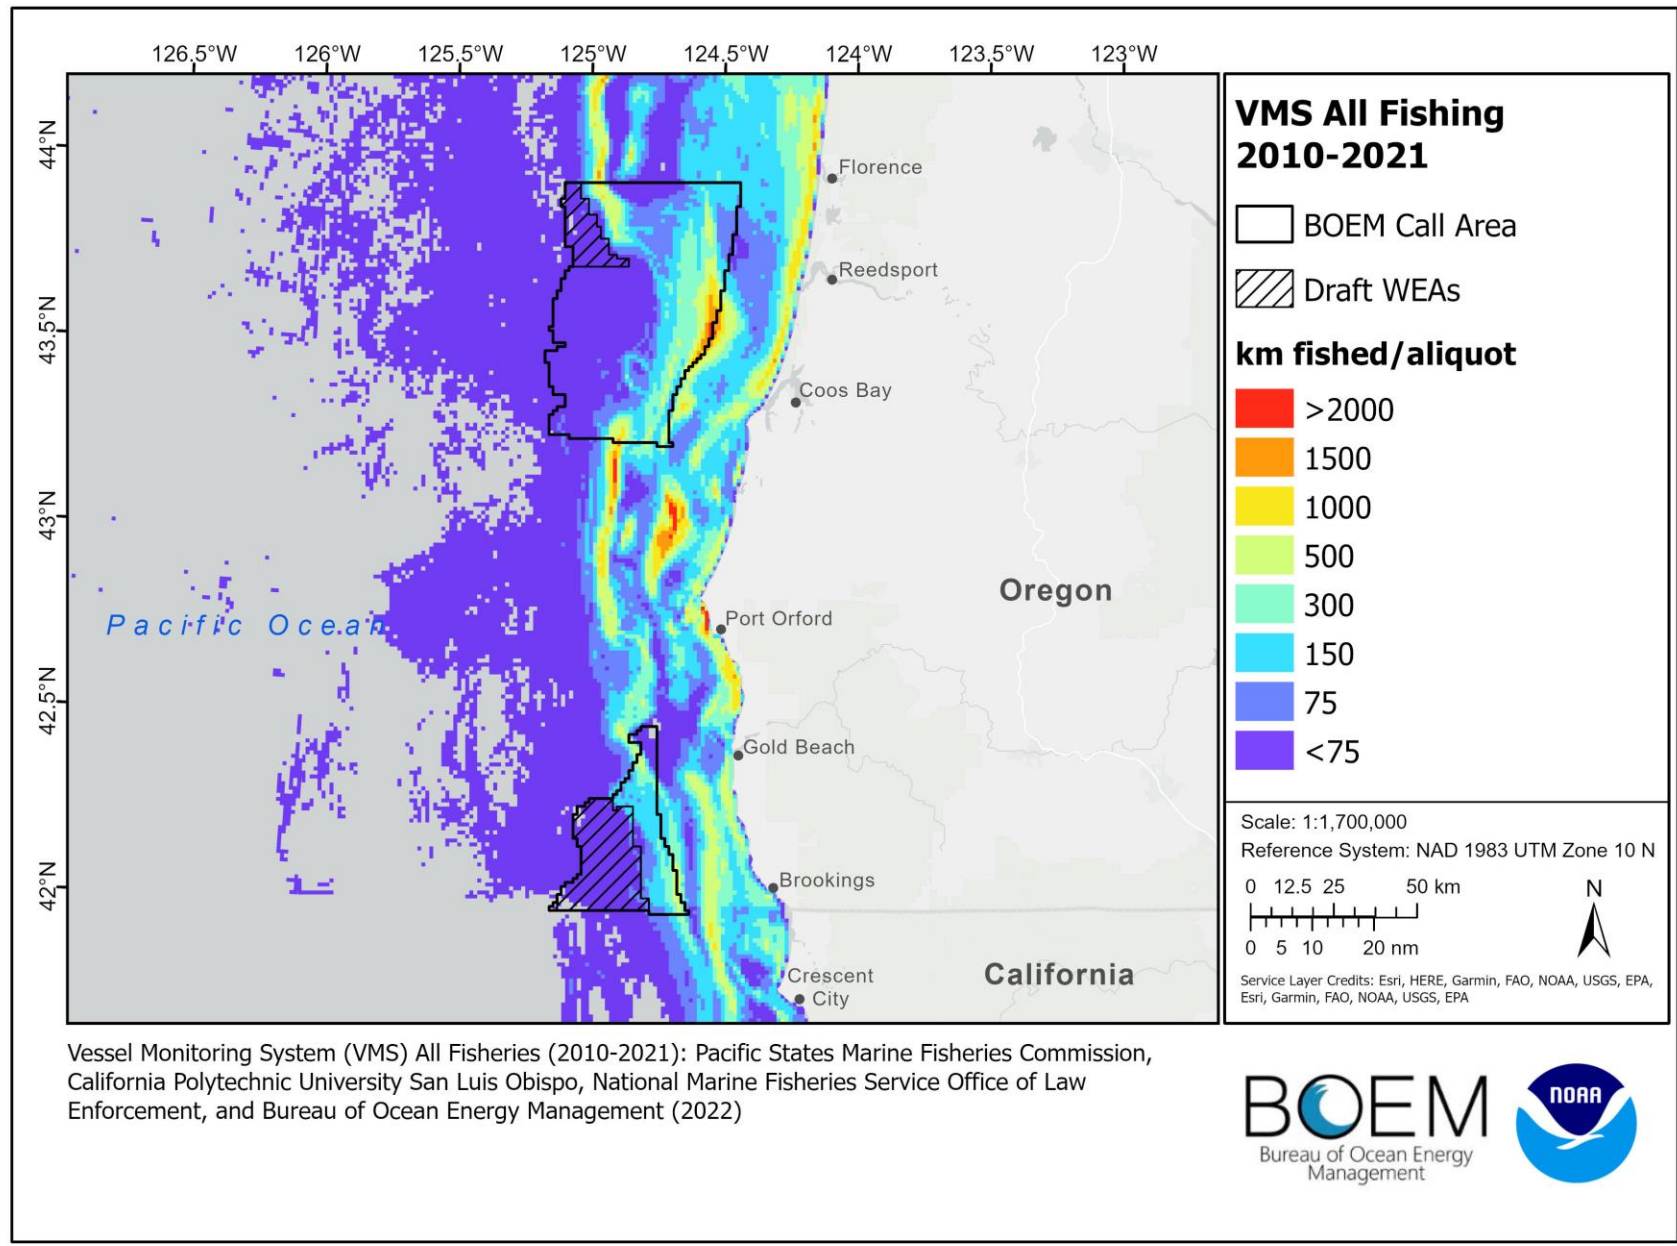 126.5°W 126°W 125.5°W 125°W 124.5°W 124°W 123.5°W 123°W
44°N
43.5°N
43°N
42.5°N
42°N
Florence
Reedsport
Coos Bay
Oregon
Pacific Ocean
Port Orford
Gold Beach
Brookings
Crescent
City
California
VMS All Fishing
2010-2021
BOEM Call Area
Draft WEAs
km fished/aliquot
>2000
1500
1000
500
300
150
75
<75
Scale: 1:1,700,000
Reference System: NAD 1983 UTM Zone 10 N
0 12.5 25 50 km
0 5 10 20 nm
N
Service Layer Credits: Esri, HERE, Garmin, FAO, NOAA, USGS, EPA,
Esri, Garmin, FAO, NOAA, USGS, EPA
Vessel Monitoring System (VMS) All Fisheries (2010-2021): Pacific States Marine Fisheries Commission,
California Polytechnic University San Luis Obispo, National Marine Fisheries Service Office of Law
Enforcement, and Bureau of Ocean Energy Management (2022)
BOEM
Bureau of Ocean Energy
Management
NOAA